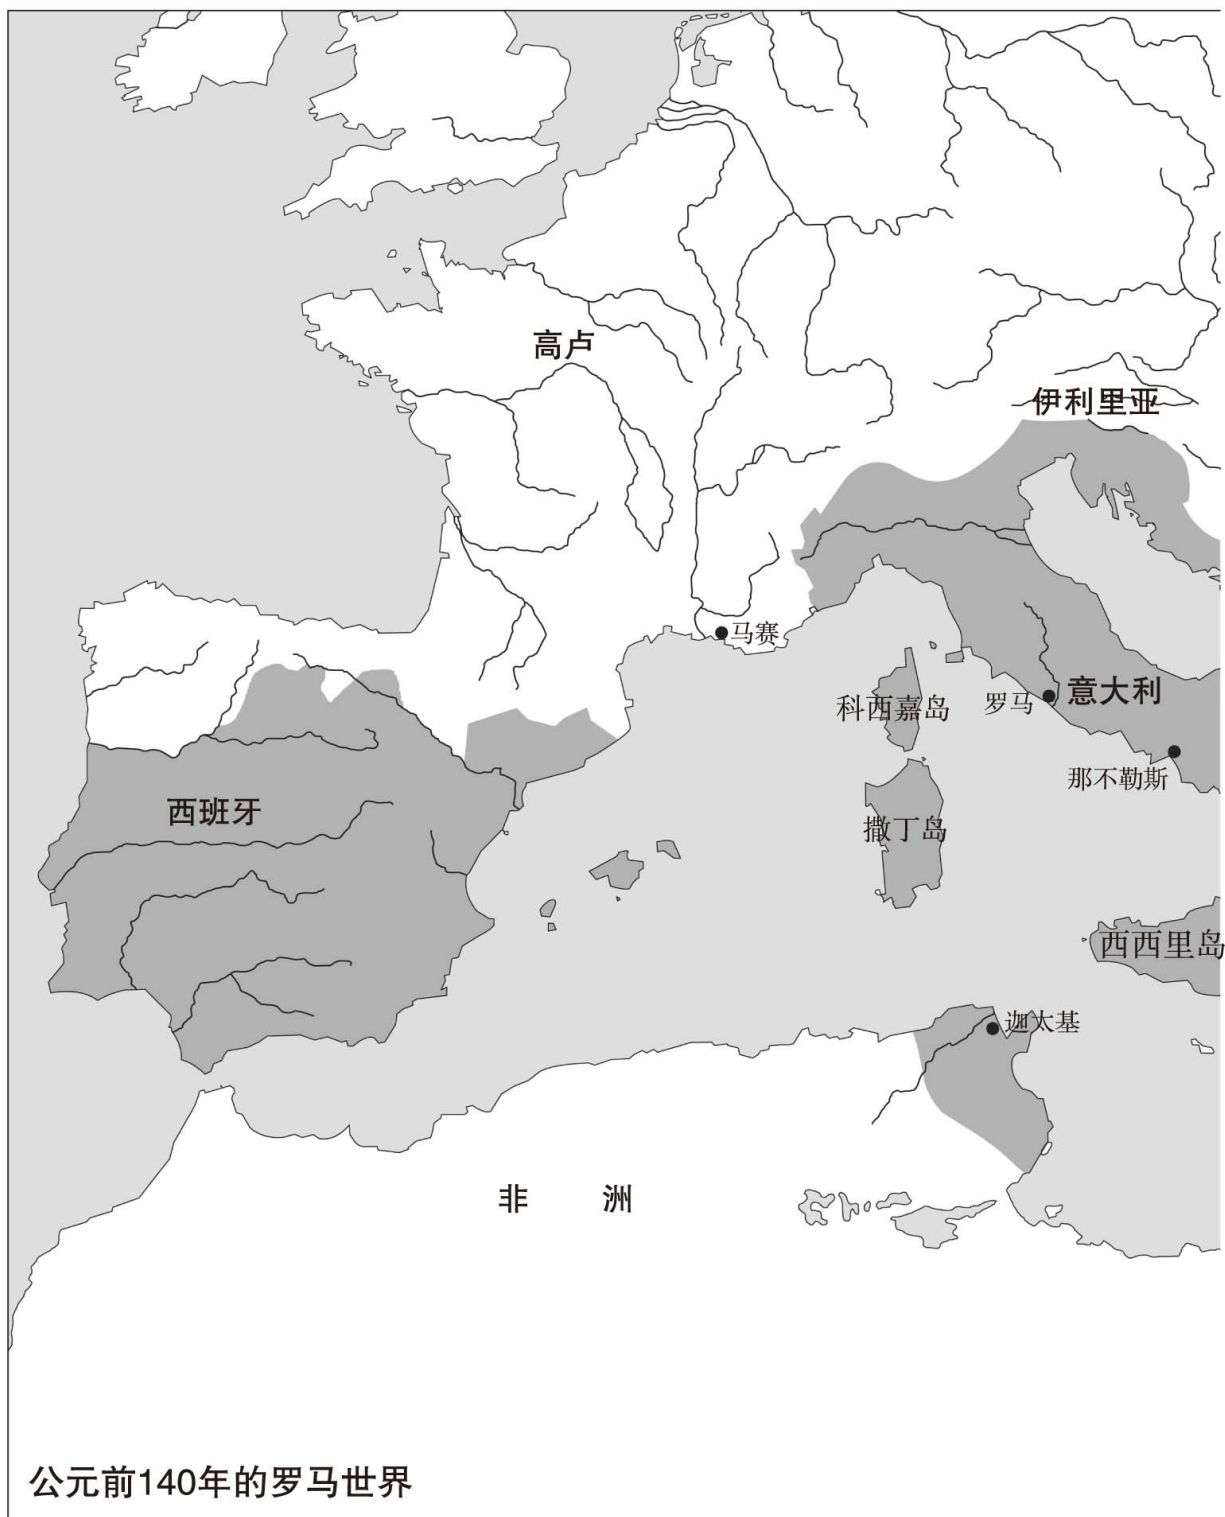 高卢
伊利里亚
马赛
科西嘉岛
罗马
意大利
那不勒斯
西班牙
撒丁岛
西西里岛
迦太基
非洲
公元前140年的罗马世界